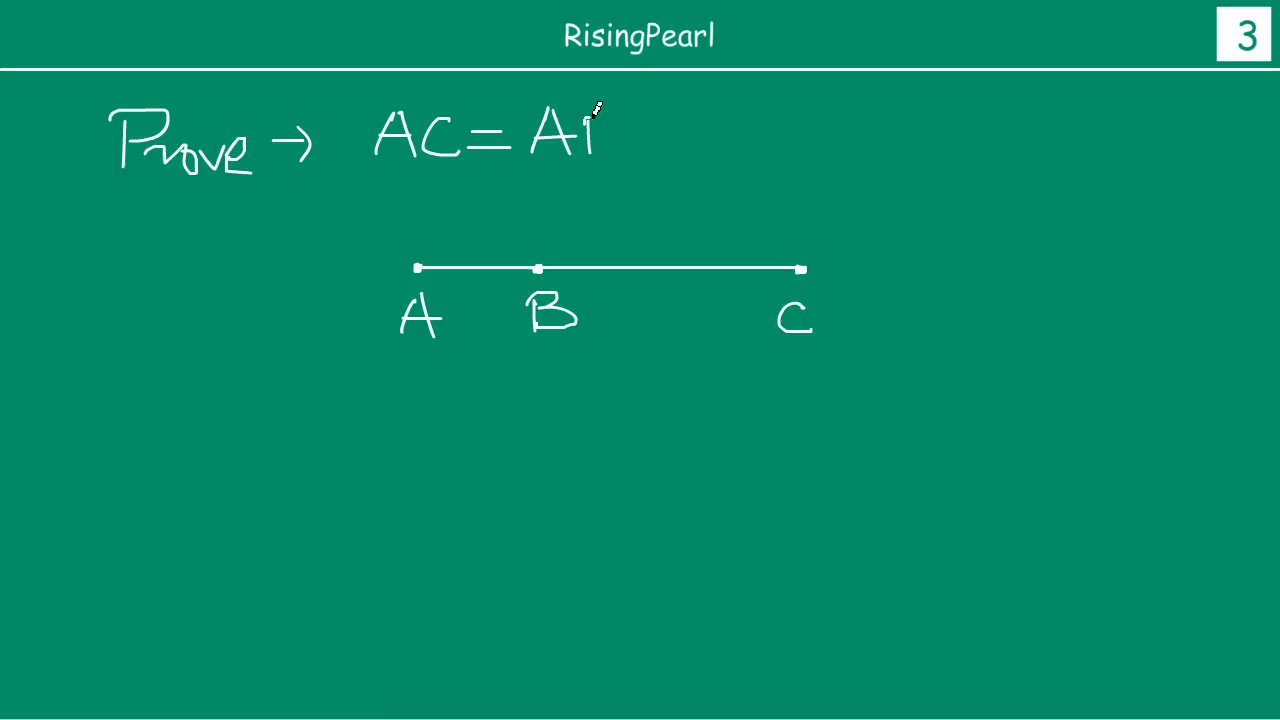 RisingPearl
3
Prove → AC = A
A B C